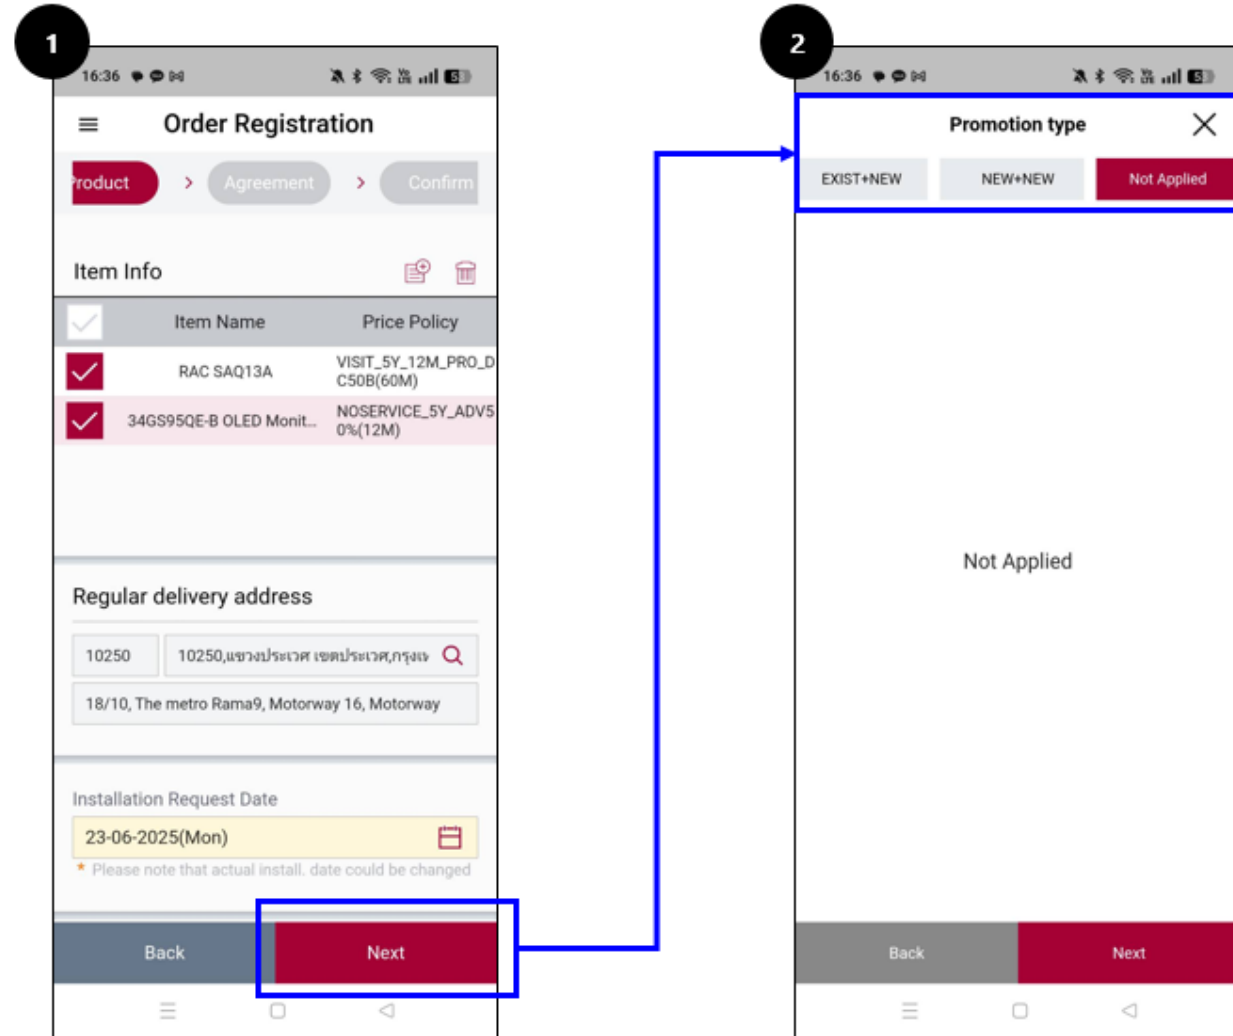 1
16:36
Order Registration
Product > Agreement > Confirm
Item Info
Item Name Price Policy
RAC SAQ13A VISIT_5Y_12M_PRO_D
C50B(60M)
34GS95QE-B OLED Monit... NOSERVICE_5Y_ADV5
0%(12M)
Regular delivery address
10250 10250,แขวงประเวศ เขตประเวศ,กรุงเ
18/10, The metro Rama9, Motorway 16, Motorway
Installation Request Date
23-06-2025(Mon)
* Please note that actual install. date could be changed
Back Next
2
16:36
Promotion type
EXIST+NEW NEW+NEW Not Applied
Not Applied
Back Next